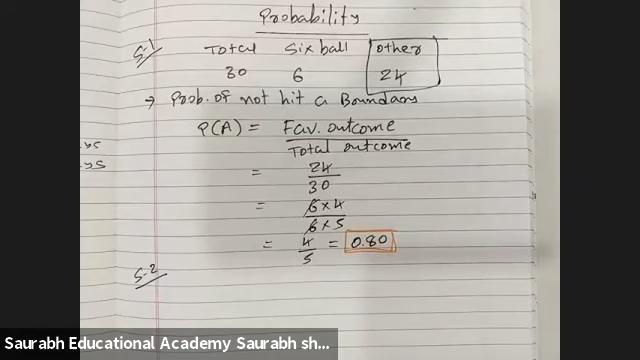 Probability
S-1
Total Six ball other
30 6 24
→ Prob. of not hit a Boundary
P(A) = Fav. outcome
Total outcome
= 24
30
= 6×4
6×5
= 4 = 0.80
5
S-2
Saurabh Educational Academy Saurabh sh...